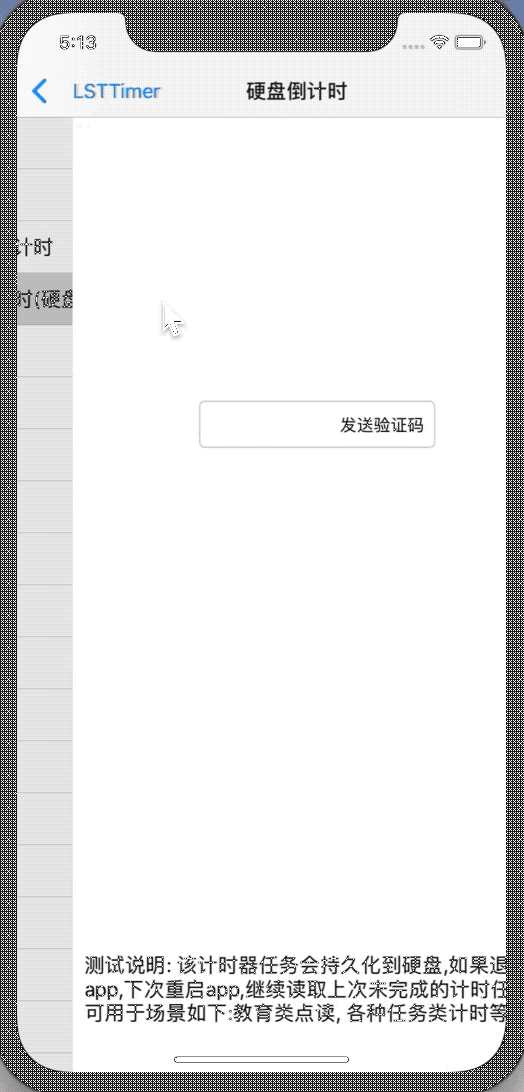 5:13
LSTTimer
硬盘倒计时
计时
时(硬盘
发送验证码
测试说明: 该计时器任务会持久化到硬盘,如果退
app,下次重启app,继续读取上次未完成的计时任
可用于场景如下:教育类点读, 各种任务类计时等